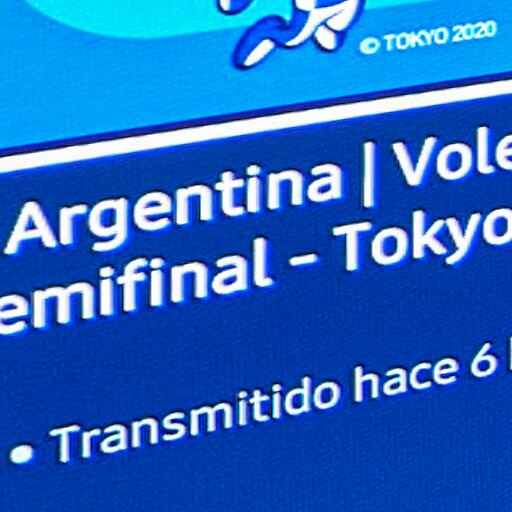 © TOKYO 2020
Argentina | Vole
emifinal - Tokyo
• Transmitido hace 6